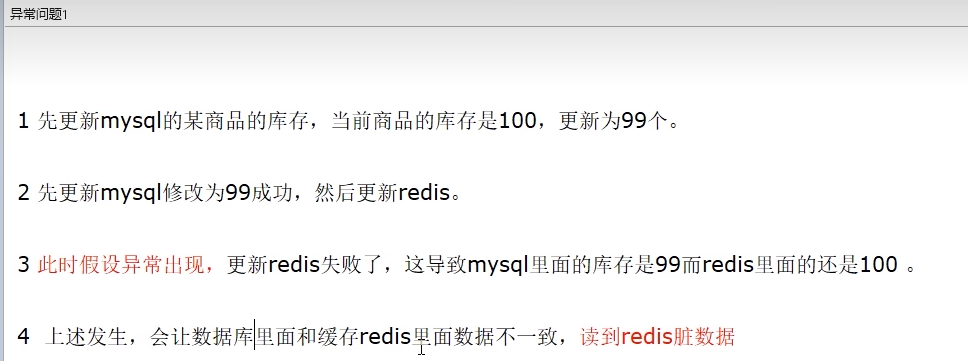 异常问题1
1 先更新mysql的某商品的库存，当前商品的库存是100，更新为99个。
2 先更新mysql修改为99成功，然后更新redis。
3 此时假设异常出现，更新redis失败了，这导致mysql里面的库存是99而redis里面的还是100 。
4 上述发生，会让数据库里面和缓存redis里面数据不一致，读到redis脏数据